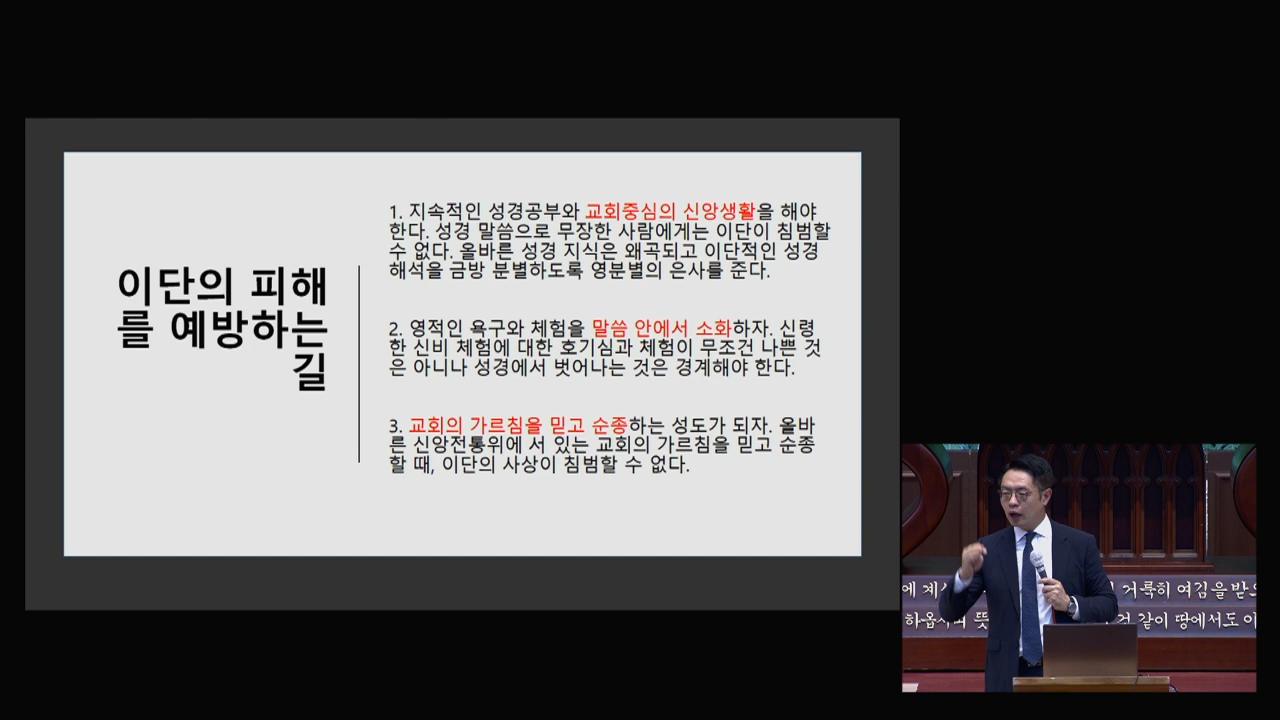 이단의 피해
를 예방하는
길
1. 지속적인 성경공부와 교회중심의 신앙생활을 해야
한다. 성경 말씀으로 무장한 사람에게는 이단이 침범할
수 없다. 올바른 성경 지식은 왜곡되고 이단적인 성경
해석을 금방 분별하도록 영분별의 은사를 준다.
2. 영적인 욕구와 체험을 말씀 안에서 소화하자. 신령
한 신비 체험에 대한 호기심과 체험이 무조건 나쁜 것
은 아니나 성경에서 벗어나는 것은 경계해야 한다.
3. 교회의 가르침을 믿고 순종하는 성도가 되자. 올바
른 신앙전통위에 서 있는 교회의 가르침을 믿고 순종
할 때, 이단의 사상이 침범할 수 없다.
에 거룩히 여김을 받
뜻 같이 땅에서도 이